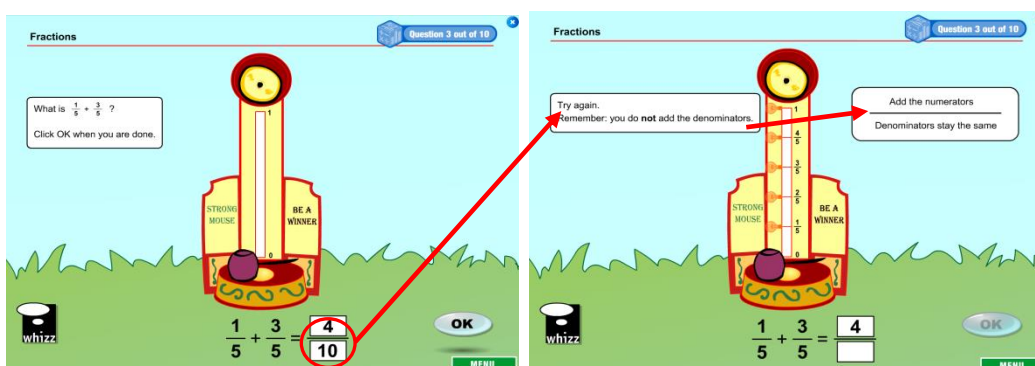 Fractions
Question 3 out of 10
What is 1/5 + 3/5 ?
Click OK when you are done.
1
STRONG
MOUSE
BE A
WINNER
0
1/5 + 3/5 = 4/10
OK
whizz
MENU
Fractions
Question 3 out of 10
Try again.
Remember: you do not add the denominators.
Add the numerators
Denominators stay the same
1
4/5
3/5
2/5
1/5
0
STRONG
MOUSE
BE A
WINNER
1/5 + 3/5 = 4/
OK
whizz
MENU